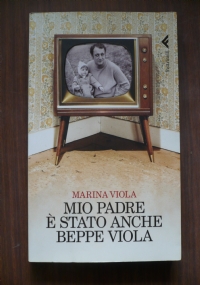 MARINA VIOLA
MIO PADRE
È STATO ANCHE
BEPPE VIOLA